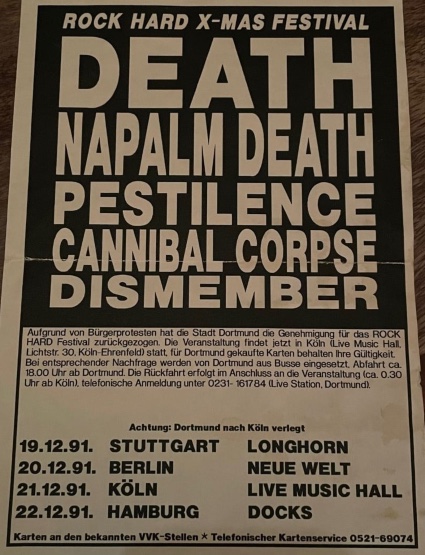 ROCK HARD X-MAS FESTIVAL
DEATH
NAPALM DEATH
PESTILENCE
CANNIBAL CORPSE
DISMEMBER
Aufgrund von Bürgerprotesten hat die Stadt Dortmund die Genehmigung für das ROCK
HARD Festival zurückgezogen. Die Veranstaltung findet jetzt in Köln (Live Music Hall,
Lichtstr. 30, Köln-Ehrenfeld) statt, für Dortmund gekaufte Karten behalten Ihre Gültigkeit.
Bei entsprechender Nachfrage werden von Dortmund aus Busse eingesetzt, Abfahrt ca.
18.00 Uhr ab Dortmund. Die Rückfahrt erfolgt im Anschluss an die Veranstaltung (ca. 0.30
Uhr ab Köln), telefonische Anmeldung unter 0231- 161784 (Live Station, Dortmund).
Achtung: Dortmund nach Köln verlegt
19.12.91. STUTTGART LONGHORN
20.12.91. BERLIN NEUE WELT
21.12.91. KÖLN LIVE MUSIC HALL
22.12.91. HAMBURG DOCKS
Karten an den bekannten VVK-Stellen ★ Telefonischer Kartenservice 0521-69074